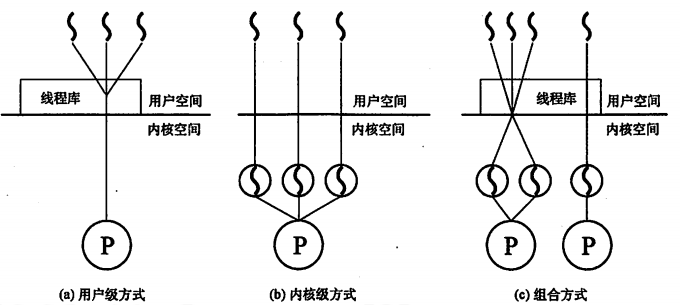 线程库
用户空间
内核空间
P
(a) 用户级方式
用户空间
内核空间
P
(b) 内核级方式
线程库
用户空间
内核空间
P
P
(c) 组合方式